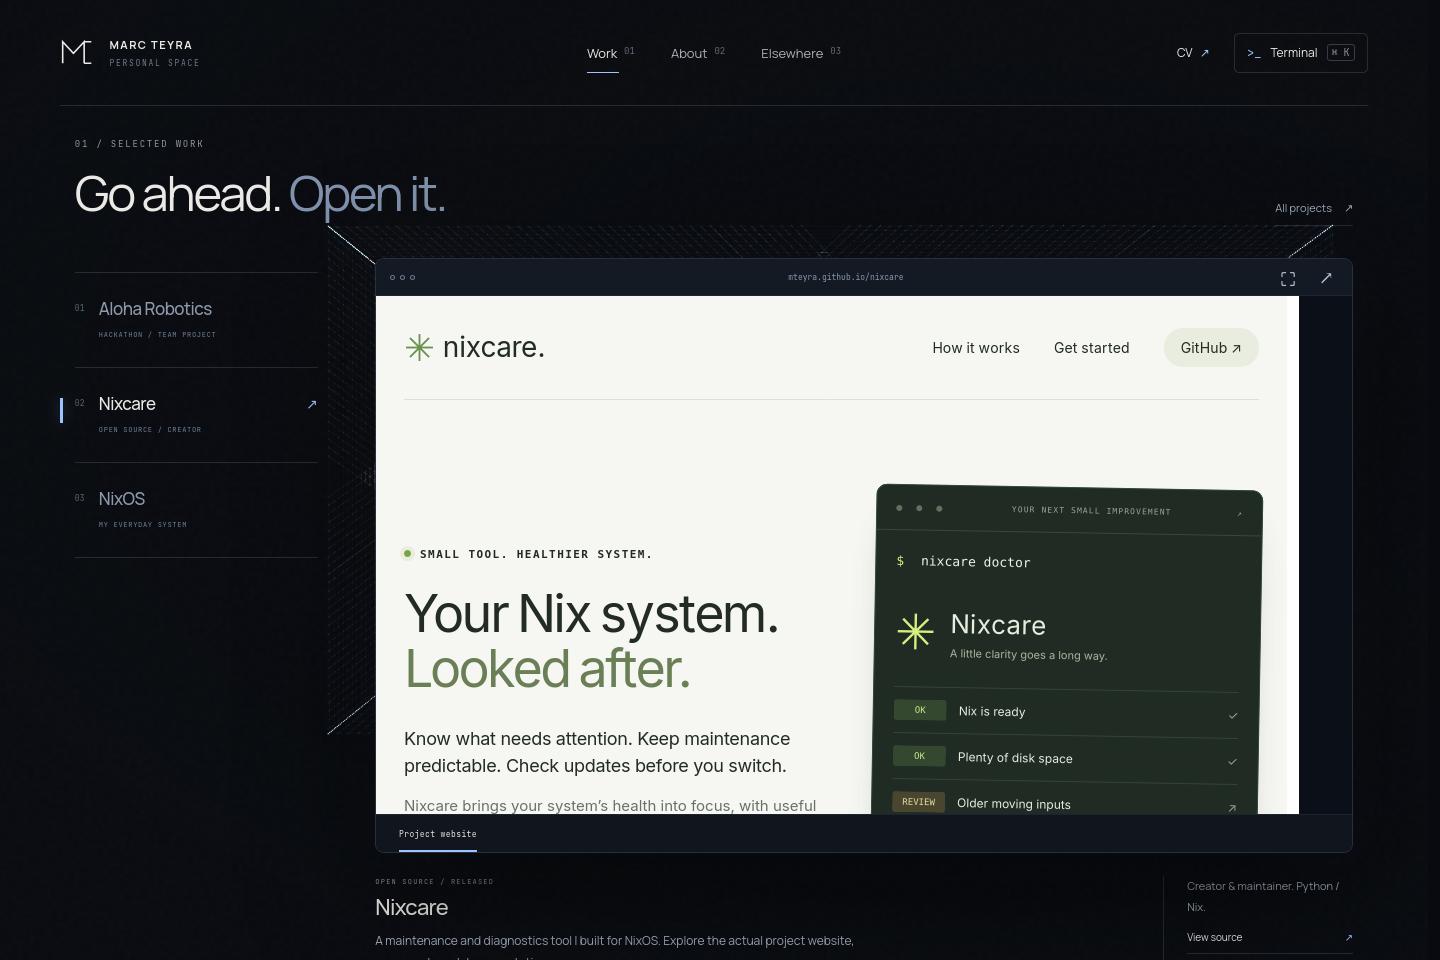 MARC TEYRA
PERSONAL SPACE
Work 01
About 02
Elsewhere 03
CV ↗
>_ Terminal ⌘ K
01 / SELECTED WORK
Go ahead. Open it.
All projects ↗
01 Aloha Robotics
HACKATHON / TEAM PROJECT
02 Nixcare ↗
OPEN SOURCE / CREATOR
03 NixOS
MY EVERYDAY SYSTEM
mteyra.github.io/nixcare
nixcare.
How it works
Get started
GitHub ↗
SMALL TOOL. HEALTHIER SYSTEM.
Your Nix system.
Looked after.
Know what needs attention. Keep maintenance
predictable. Check updates before you switch.
Nixcare brings your system’s health into focus, with useful
YOUR NEXT SMALL IMPROVEMENT ↗
$ nixcare doctor
Nixcare
A little clarity goes a long way.
OK Nix is ready ✓
OK Plenty of disk space ✓
REVIEW Older moving inputs ↗
Project website
OPEN SOURCE / RELEASED
Nixcare
A maintenance and diagnostics tool I built for NixOS. Explore the actual project website,
Creator & maintainer. Python /
Nix.
View source ↗